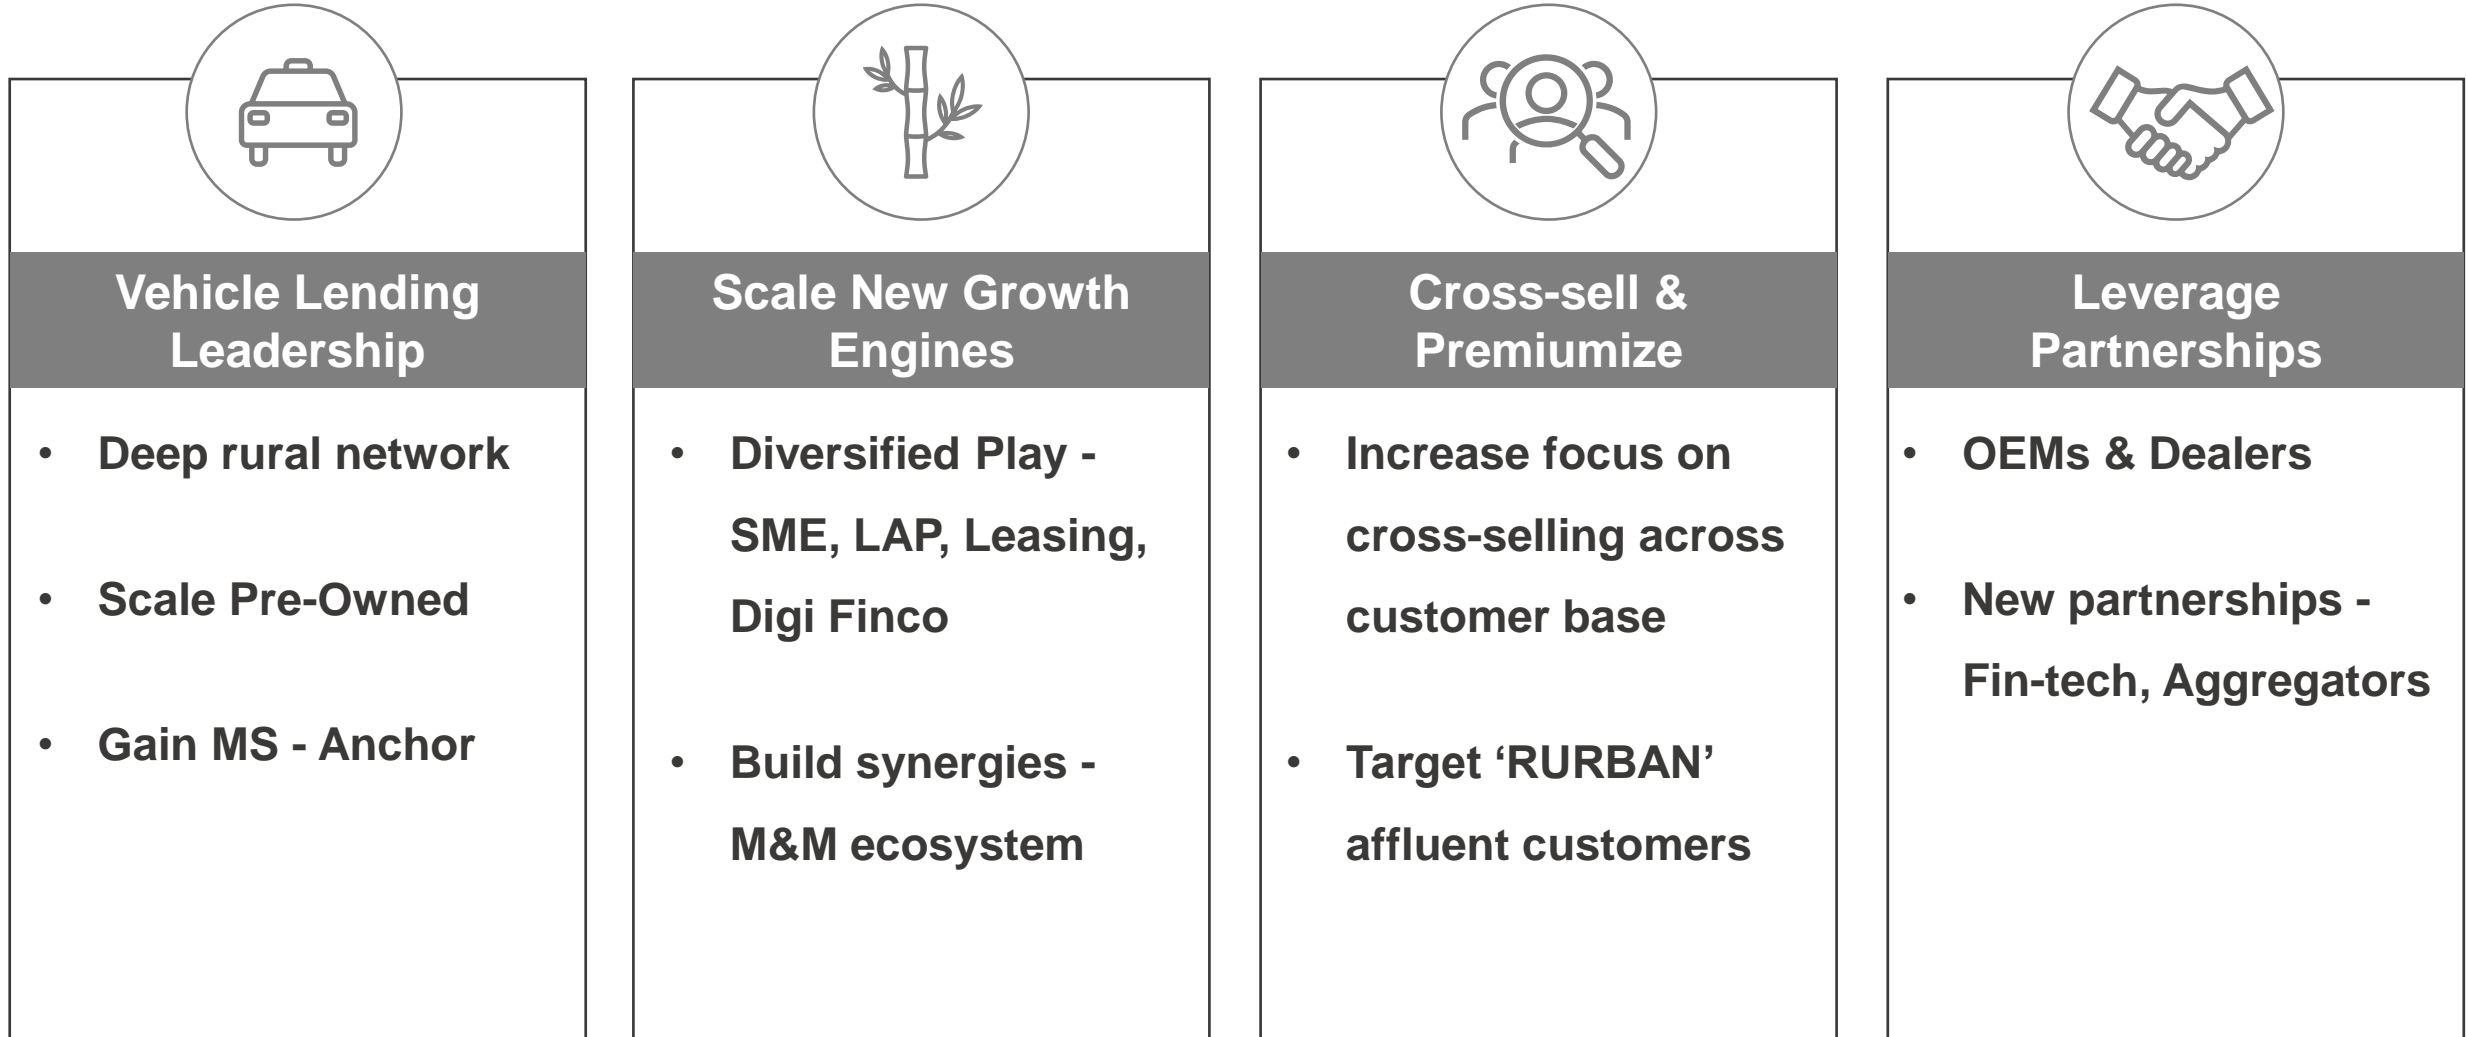 Vehicle Lending
Leadership
• Deep rural network
• Scale Pre-Owned
• Gain MS - Anchor
Scale New Growth
Engines
• Diversified Play -
SME, LAP, Leasing,
Digi Finco
• Build synergies -
M&M ecosystem
Cross-sell &
Premiumize
• Increase focus on
cross-selling across
customer base
• Target ‘RURBAN’
affluent customers
Leverage
Partnerships
• OEMs & Dealers
• New partnerships -
Fin-tech, Aggregators